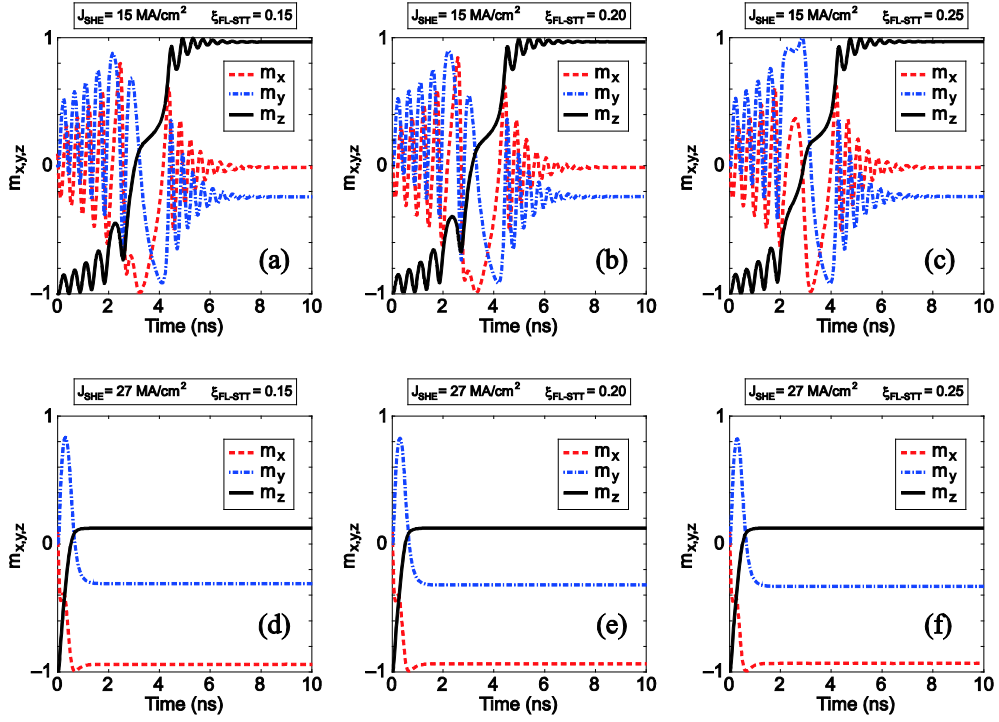 J_SHE = 15 MA/cm² ξ_FL-STT = 0.15
J_SHE = 15 MA/cm² ξ_FL-STT = 0.20
J_SHE = 15 MA/cm² ξ_FL-STT = 0.25
1
0
−1
m_x,y,z
m_x
m_y
m_z
(a)
0 2 4 6 8 10
Time (ns)
1
0
−1
m_x,y,z
m_x
m_y
m_z
(b)
0 2 4 6 8 10
Time (ns)
1
0
−1
m_x,y,z
m_x
m_y
m_z
(c)
0 2 4 6 8 10
Time (ns)
J_SHE = 27 MA/cm² ξ_FL-STT = 0.15
J_SHE = 27 MA/cm² ξ_FL-STT = 0.20
J_SHE = 27 MA/cm² ξ_FL-STT = 0.25
1
0
−1
m_x,y,z
m_x
m_y
m_z
(d)
0 2 4 6 8 10
Time (ns)
1
0
−1
m_x,y,z
m_x
m_y
m_z
(e)
0 2 4 6 8 10
Time (ns)
1
0
−1
m_x,y,z
m_x
m_y
m_z
(f)
0 2 4 6 8 10
Time (ns)